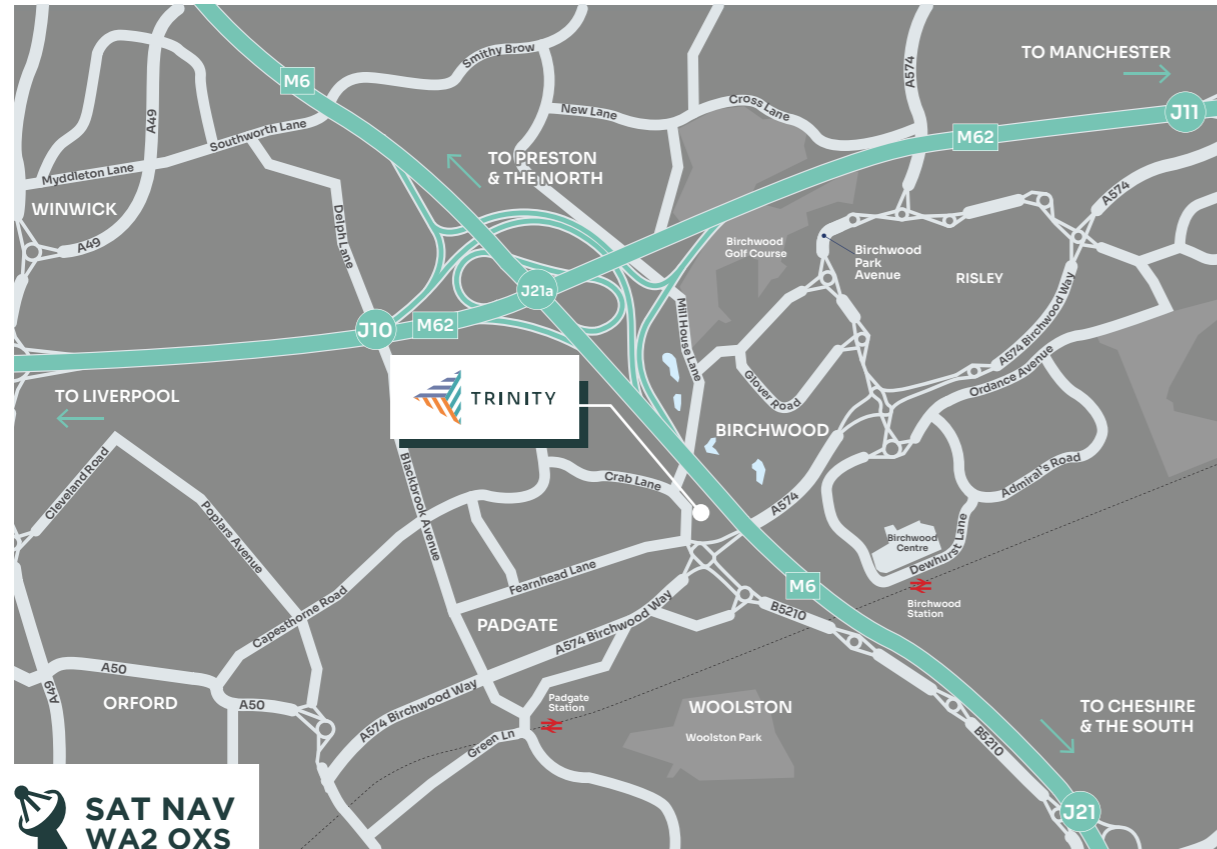 Smithy Brow
TO MANCHESTER
A574
M6
J11
New Lane
Cross Lane
A49
M62
Southworth Lane
TO PRESTON
& THE NORTH
Myddleton Lane
WINWICK
A574
Delph Lane
A49
Birchwood
Golf Course
Birchwood
Park
Avenue
RISLEY
J21a
J10
M62
Mill House Lane
A574 Birchwood Way
TO LIVERPOOL
TRINITY
Glover Road
Ordance Avenue
BIRCHWOOD
Cleveland Road
Blackbrook Avenue
Crab Lane
Admiral's Road
Poplars Avenue
A574
Birchwood
Centre
Dewhurst Lane
Fearnhead Lane
M6
Birchwood
Station
Capesthorne Road
PADGATE
A574 Birchwood Way
B5210
A50
A49
ORFORD
A50
A574 Birchwood Way
Padgate
Station
Green Ln
WOOLSTON
Woolston Park
TO CHESHIRE
& THE SOUTH
B5210
J21
SAT NAV
WA2 OXS